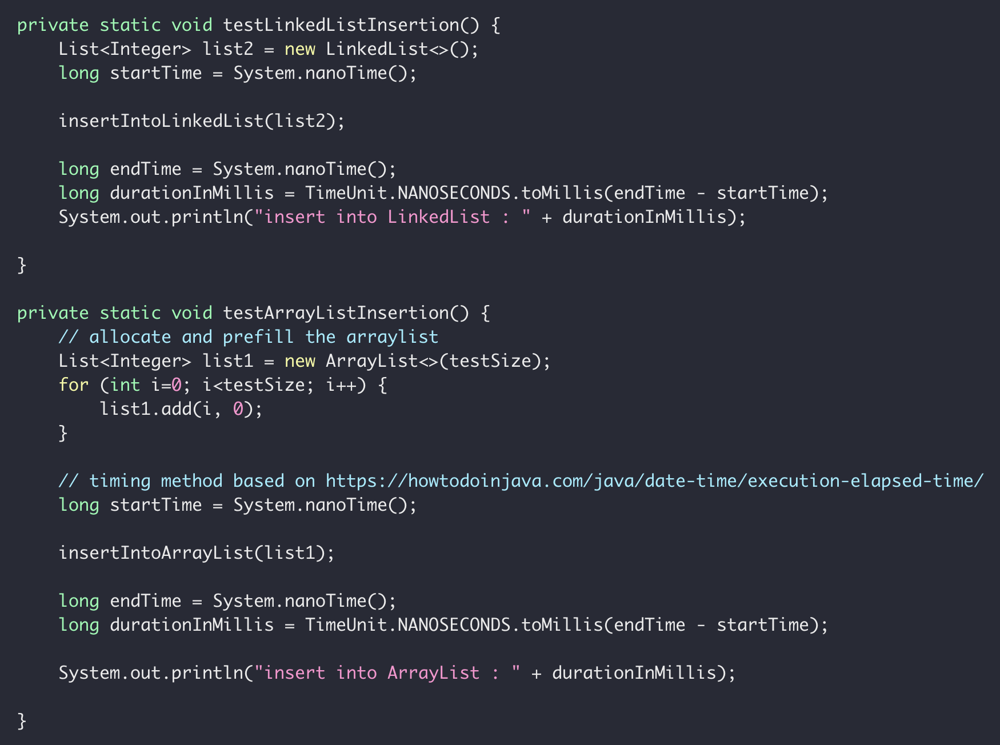 private static void testLinkedListInsertion() {
    List<Integer> list2 = new LinkedList<>();
    long startTime = System.nanoTime();

    insertIntoLinkedList(list2);

    long endTime = System.nanoTime();
    long durationInMillis = TimeUnit.NANOSECONDS.toMillis(endTime - startTime);
    System.out.println("insert into LinkedList : " + durationInMillis);

}

private static void testArrayListInsertion() {
    // allocate and prefill the arraylist
    List<Integer> list1 = new ArrayList<>(testSize);
    for (int i=0; i<testSize; i++) {
        list1.add(i, 0);
    }

    // timing method based on https://howtodoinjava.com/java/date-time/execution-elapsed-time/
    long startTime = System.nanoTime();

    insertIntoArrayList(list1);

    long endTime = System.nanoTime();
    long durationInMillis = TimeUnit.NANOSECONDS.toMillis(endTime - startTime);

    System.out.println("insert into ArrayList : " + durationInMillis);

}